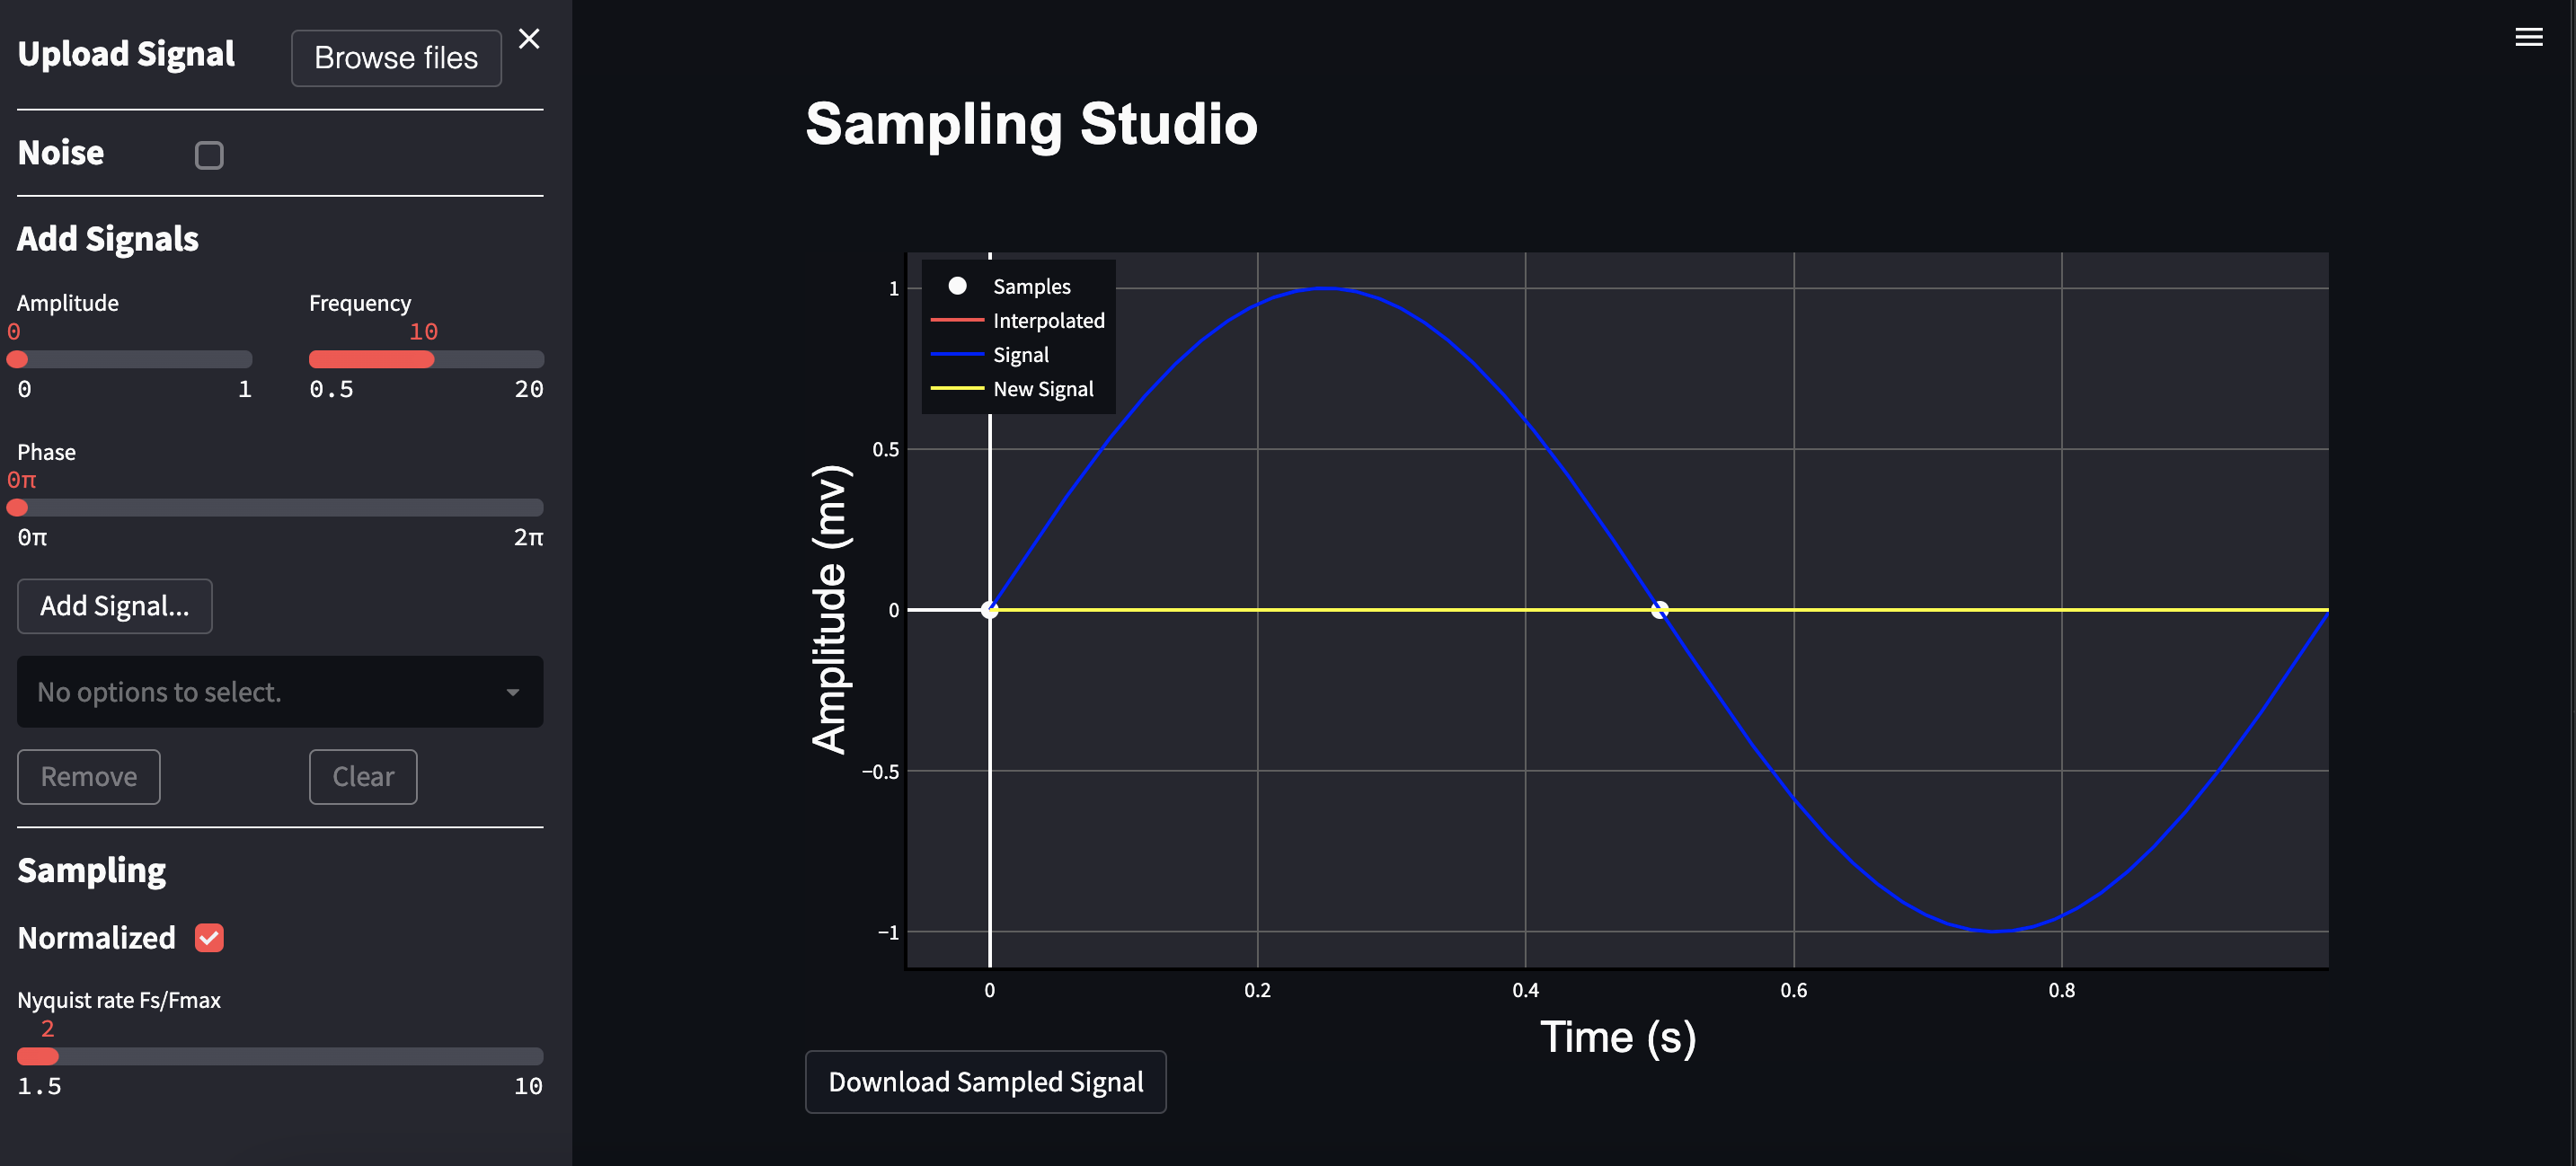 Upload Signal
Browse files
Noise
Add Signals
Amplitude
Frequency
0
10
0
1
0.5
20
Phase
0π
0π
2π
Add Signal...
No options to select.
Remove
Clear
Sampling
Normalized
Nyquist rate Fs/Fmax
2
1.5
10
Sampling Studio
Samples
Interpolated
Signal
New Signal
Amplitude (mv)
1
0.5
0
−0.5
−1
0
0.2
0.4
0.6
0.8
Time (s)
Download Sampled Signal